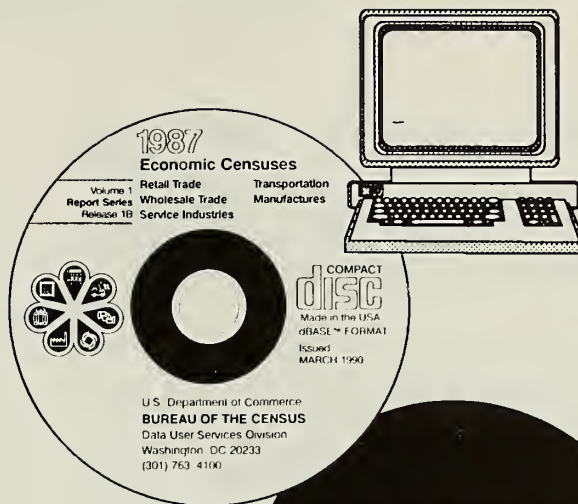 1987
Economic Censuses
Volume 1
Report Series
Release 1B
Retail Trade
Wholesale Trade
Service Industries
Transportation
Manufactures
COMPACT
disc
Made in the USA
dBASE™ FORMAT
Issued
MARCH 1990
U.S. Department of Commerce
BUREAU OF THE CENSUS
Data User Services Division
Washington DC 20233
(301) 763 4100